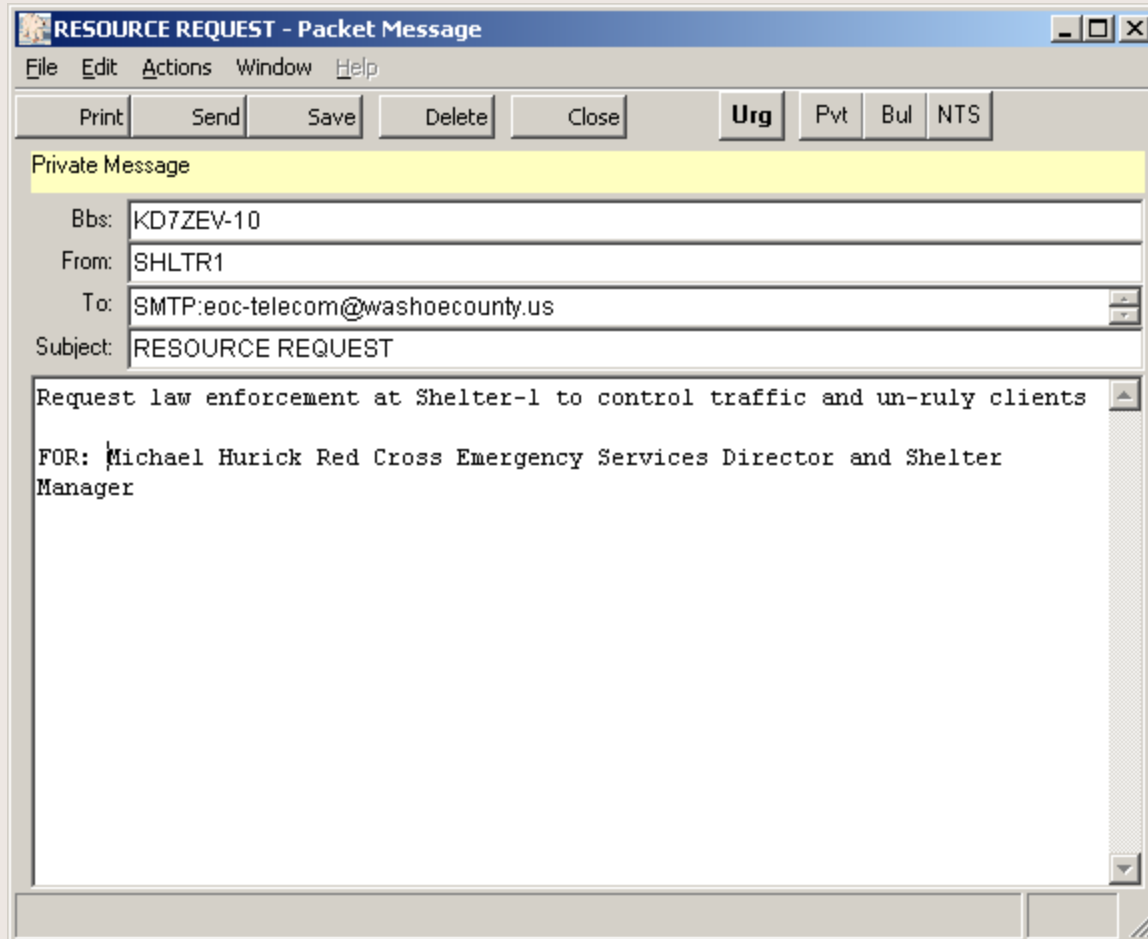 RESOURCE REQUEST - Packet Message
File Edit Actions Window Help
Print Send Save Delete Close Urg Pvt Bul NTS
Private Message
Bbs: KD7ZEV-10
From: SHLTR1
To: SMTP:eoc-telecom@washoecounty.us
Subject: RESOURCE REQUEST
Request law enforcement at Shelter-1 to control traffic and un-ruly clients
FOR: Michael Hurick Red Cross Emergency Services Director and Shelter
Manager